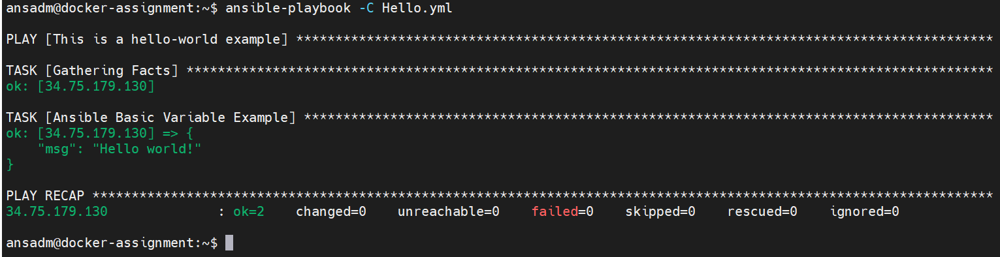 ansadm@docker-assignment:~$ ansible-playbook -C Hello.yml
PLAY [This is a hello-world example] *****************************************************************************************
TASK [Gathering Facts] *******************************************************************************************************
ok: [34.75.179.130]
TASK [Ansible Basic Variable Example] ****************************************************************************************
ok: [34.75.179.130] => {
    "msg": "Hello world!"
}
PLAY RECAP *******************************************************************************************************************
34.75.179.130              : ok=2    changed=0    unreachable=0    failed=0    skipped=0    rescued=0    ignored=0
ansadm@docker-assignment:~$